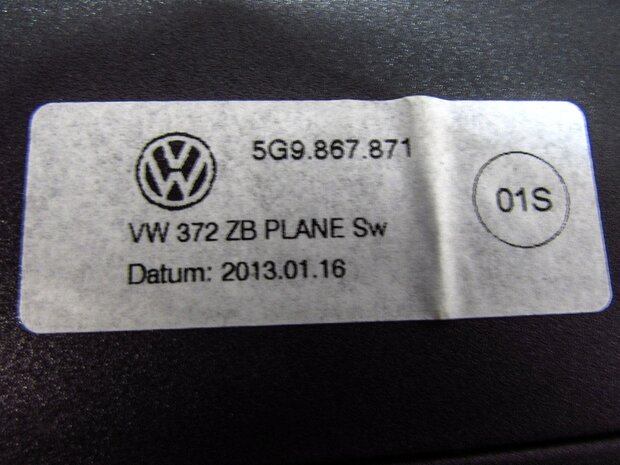 5G9.867.871
VW 372 ZB PLANE Sw
Datum: 2013.01.16
01S